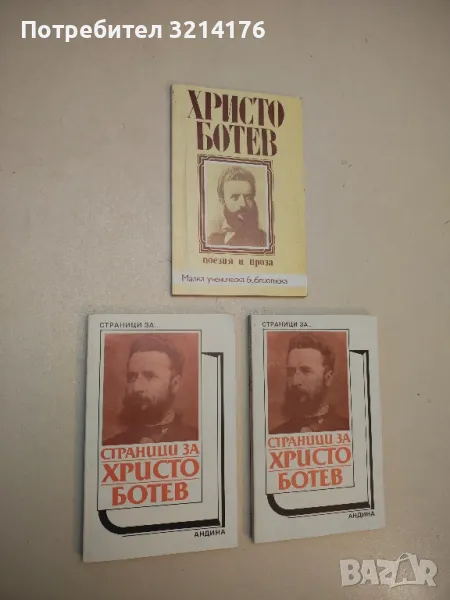 Потребител 3214176
ХРИСТО
БОТЕВ
поезия и проза
Малка ученическа библиотека
СТРАНИЦИ ЗА...
СТРАНИЦИ ЗА
ХРИСТО
БОТЕВ
АНДИНА
СТРАНИЦИ ЗА...
СТРАНИЦИ ЗА
ХРИСТО
БОТЕВ
АНДИНА
BAZAR